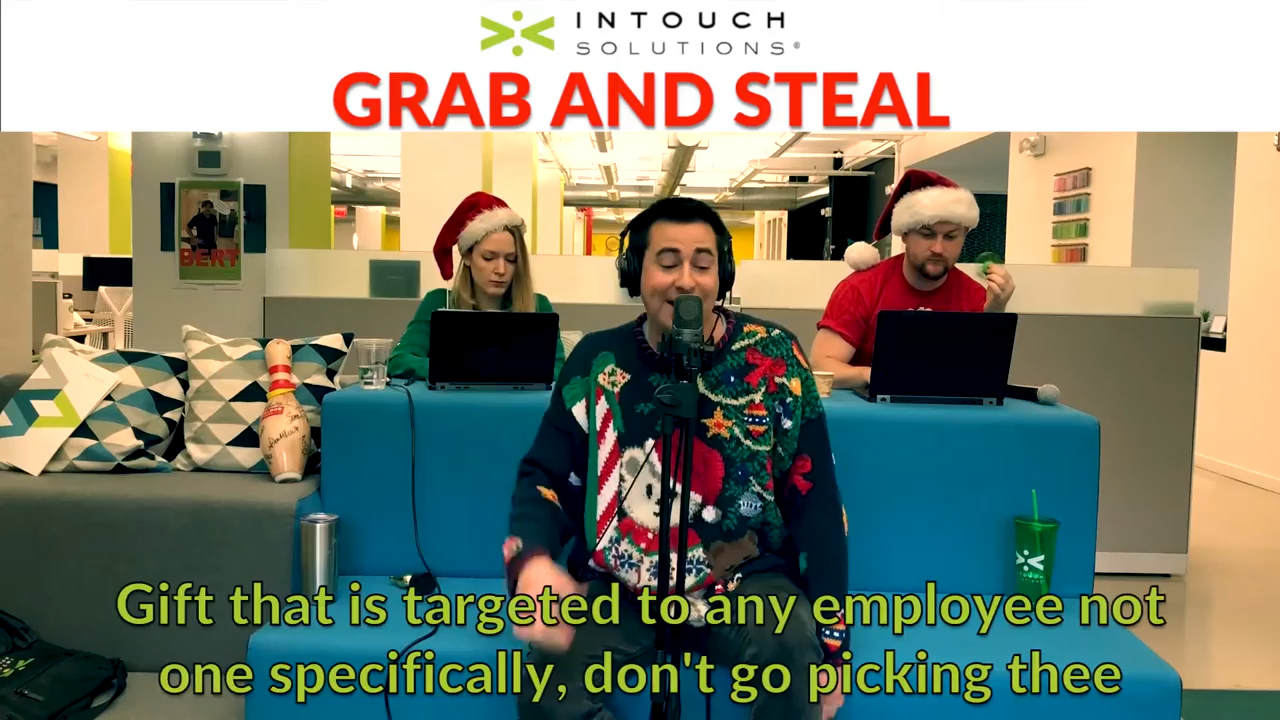 INTOUCH
SOLUTIONS®
GRAB AND STEAL
BERT
Gift that is targeted to any employee not
one specifically, don't go picking thee